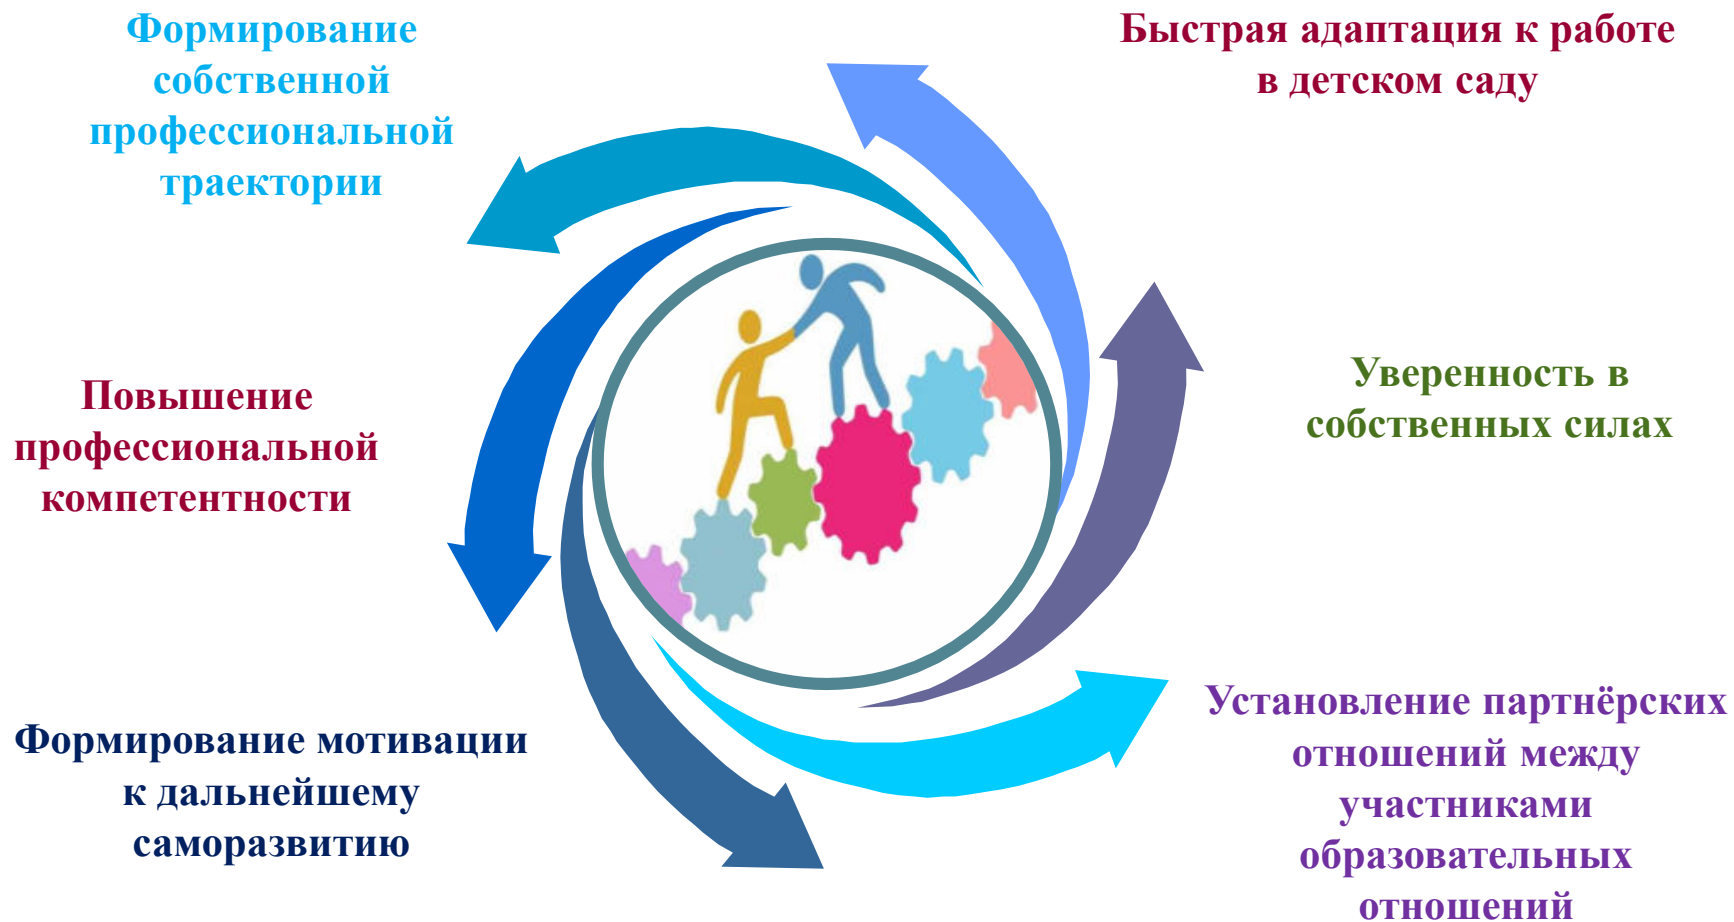 Формирование
собственной
профессиональной
траектории
Быстрая адаптация к работе
в детском саду
Повышение
профессиональной
компетентности
Уверенность в
собственных силах
Формирование мотивации
к дальнейшему
саморазвитию
Установление партнёрских
отношений между
участниками
образовательных
отношений